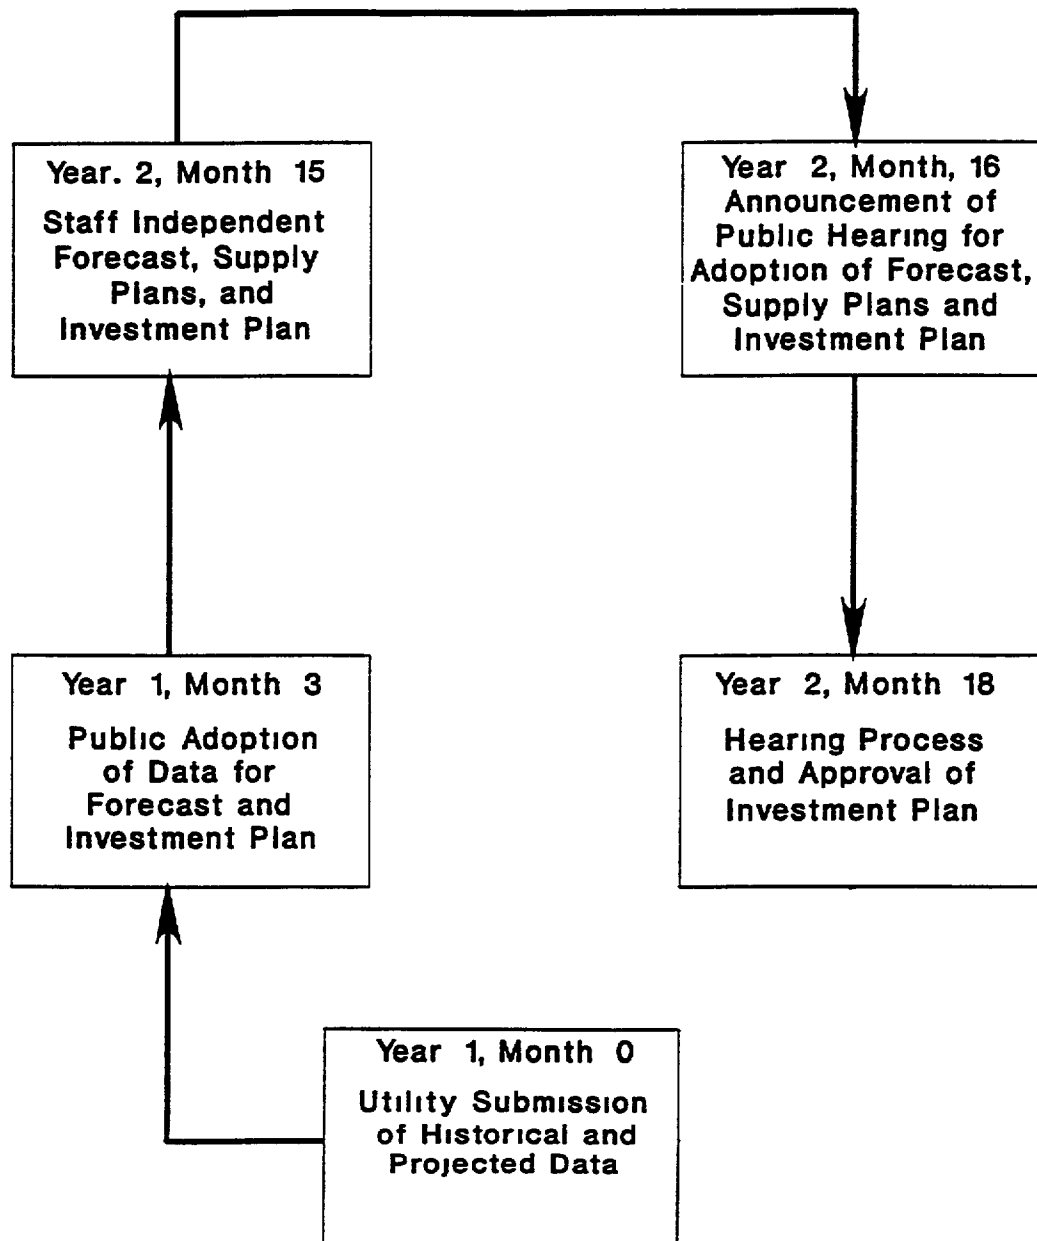 Year. 2, Month 15
Staff Independent
Forecast, Supply
Plans, and
Investment Plan
Year 2, Month, 16
Announcement of
Public Hearing for
Adoption of Forecast,
Supply Plans and
Investment Plan
Year 1, Month 3
Public Adoption
of Data for
Forecast and
Investment Plan
Year 2, Month 18
Hearing Process
and Approval of
Investment Plan
Year 1, Month 0
Utility Submission
of Historical and
Projected Data